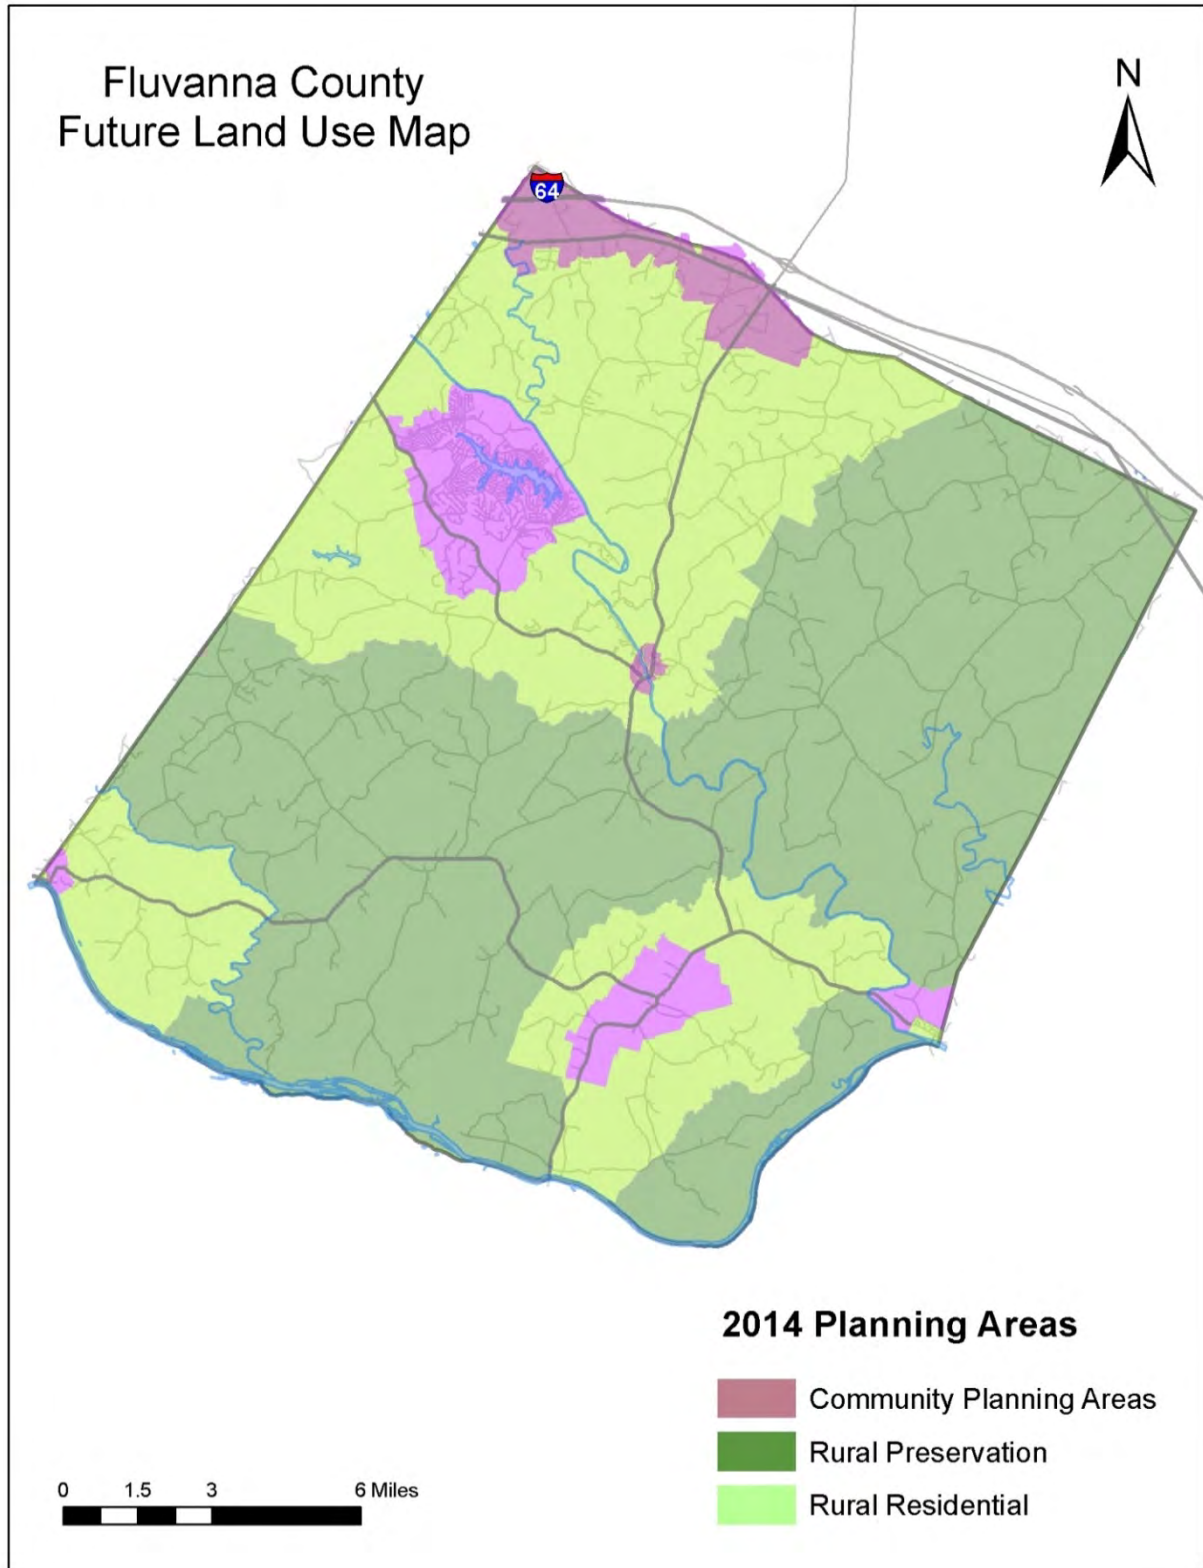 Fluvanna County
Future Land Use Map
N
64
2014 Planning Areas
Community Planning Areas
Rural Preservation
Rural Residential
0 1.5 3 6 Miles